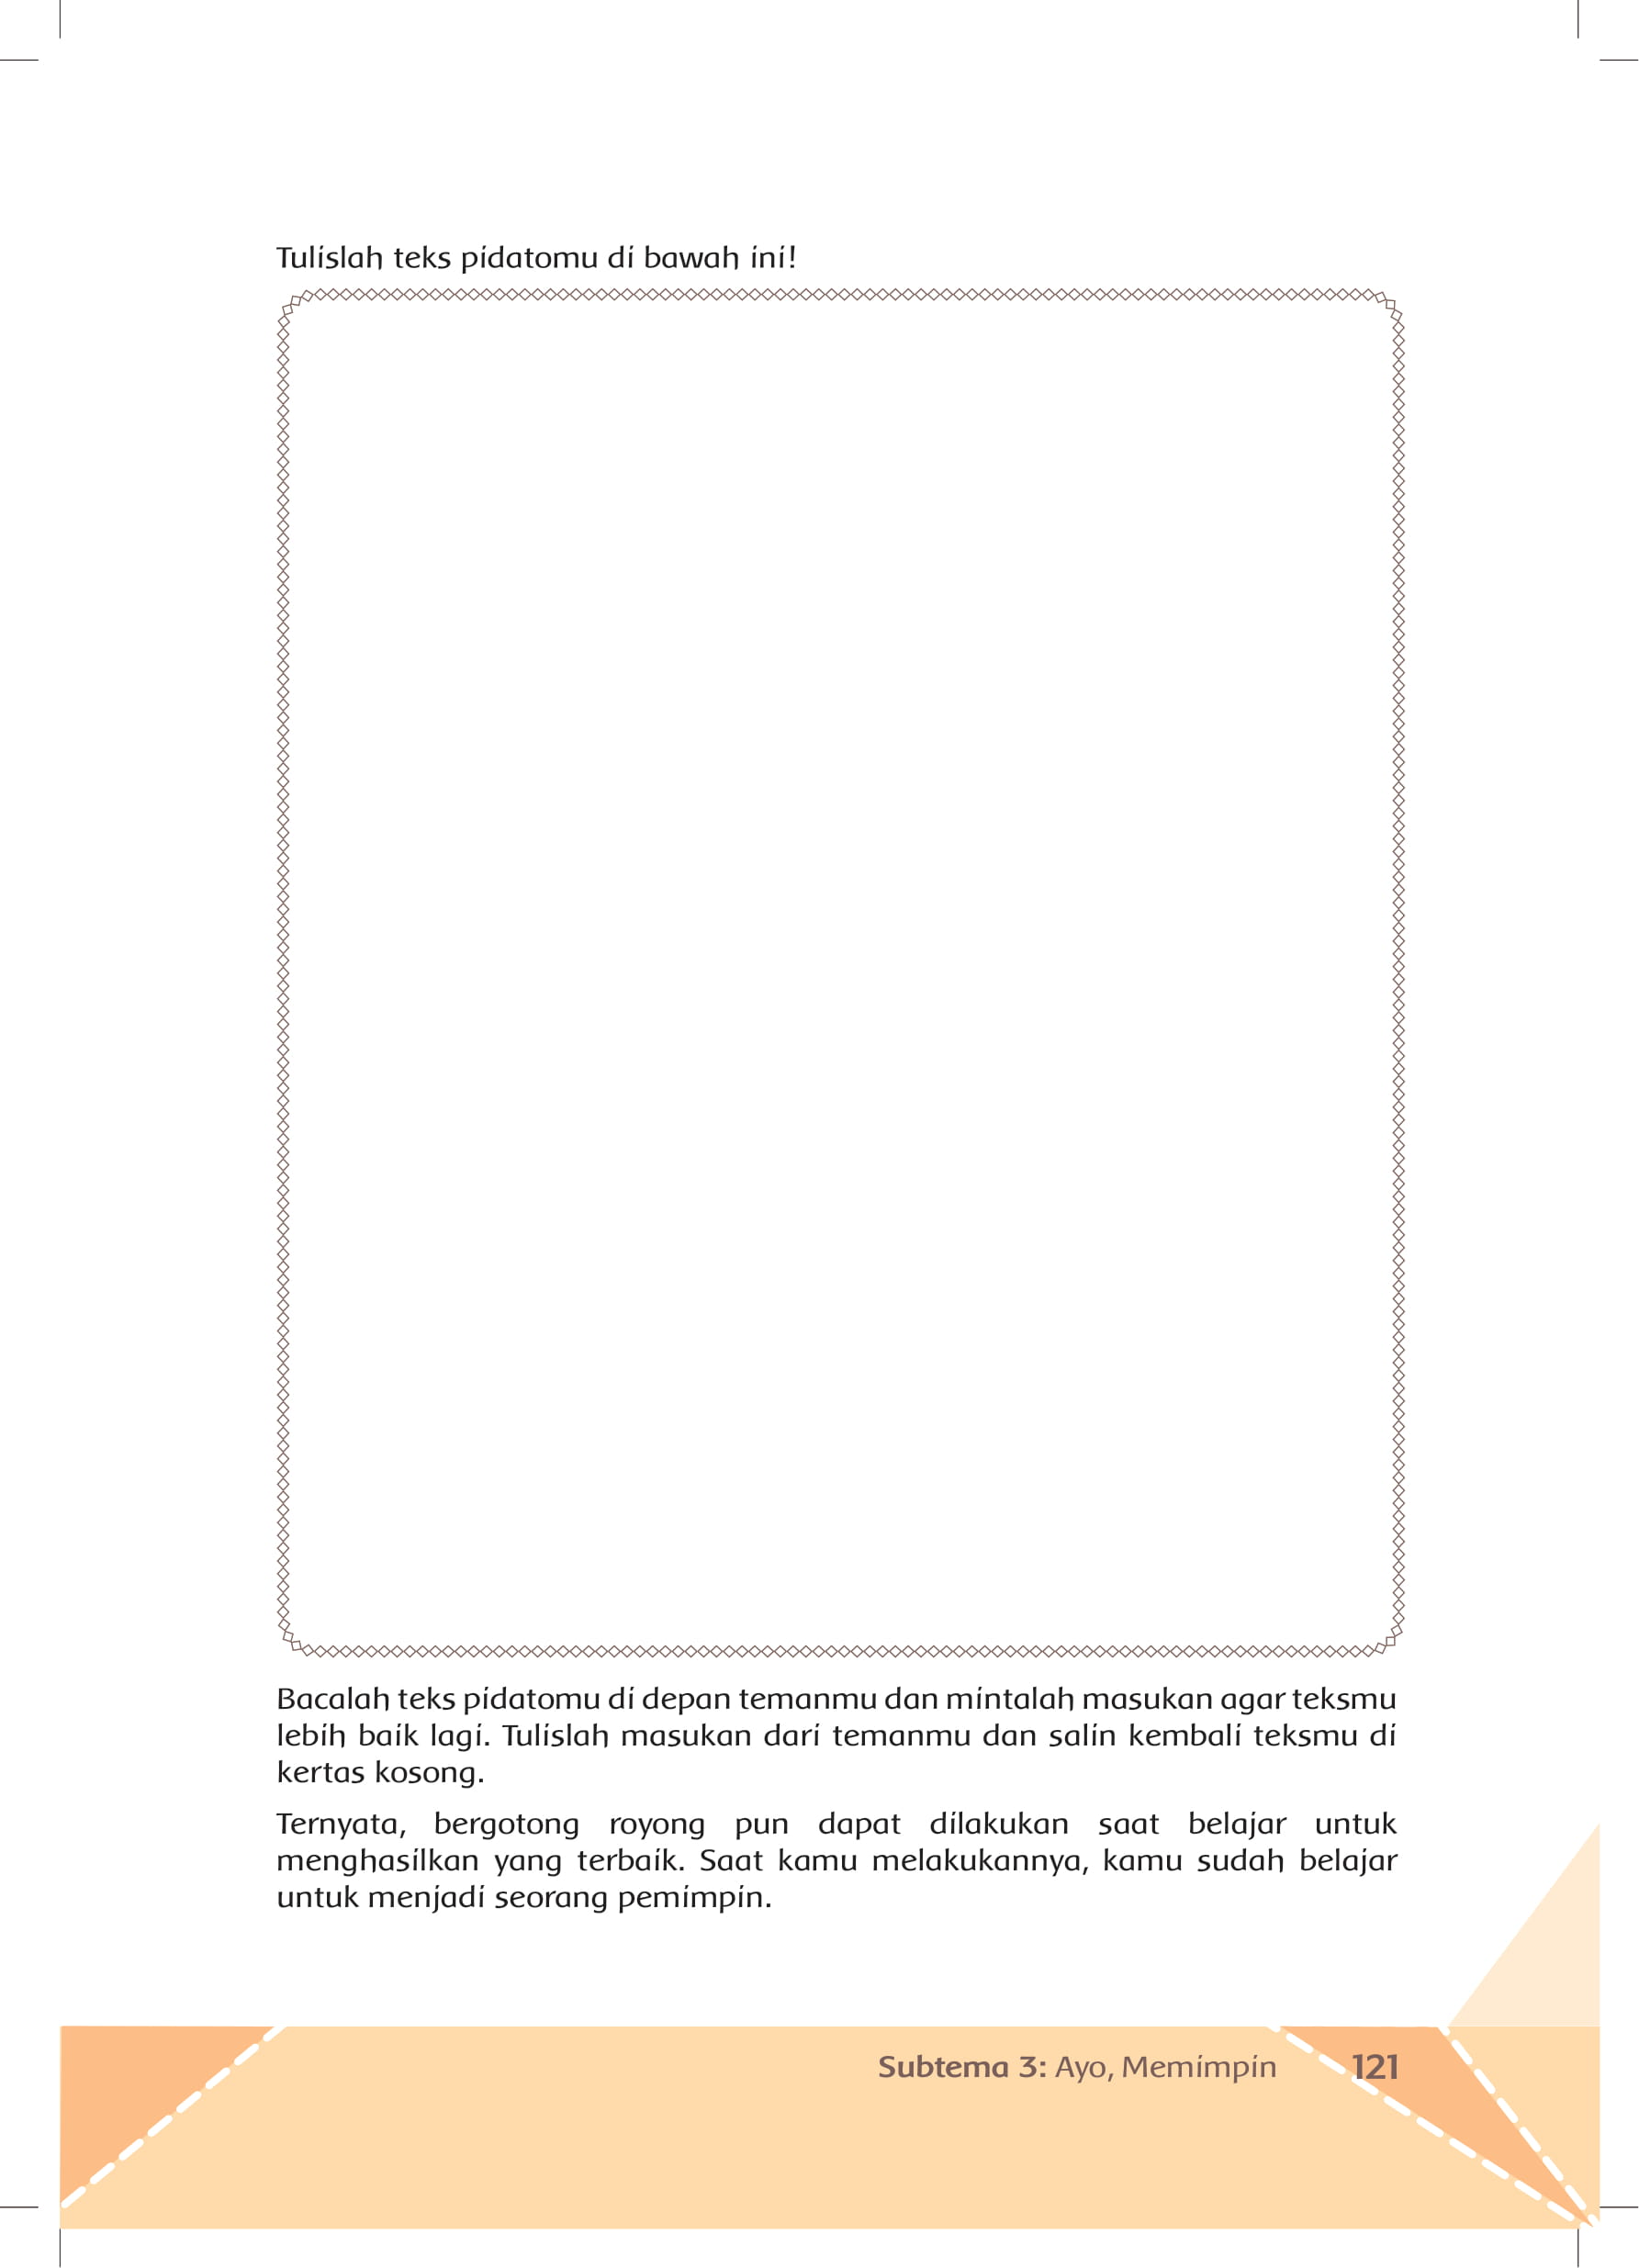 Tulislah teks pidatomu di bawah ini!
Bacalah teks pidatomu di depan temanmu dan mintalah masukan agar teksmu
lebih baik lagi. Tulislah masukan dari temanmu dan salin kembali teksmu di
kertas kosong.
Ternyata, bergotong royong pun dapat dilakukan saat belajar untuk
menghasilkan yang terbaik. Saat kamu melakukannya, kamu sudah belajar
untuk menjadi seorang pemimpin.
Subtema 3: Ayo, Memimpin 121